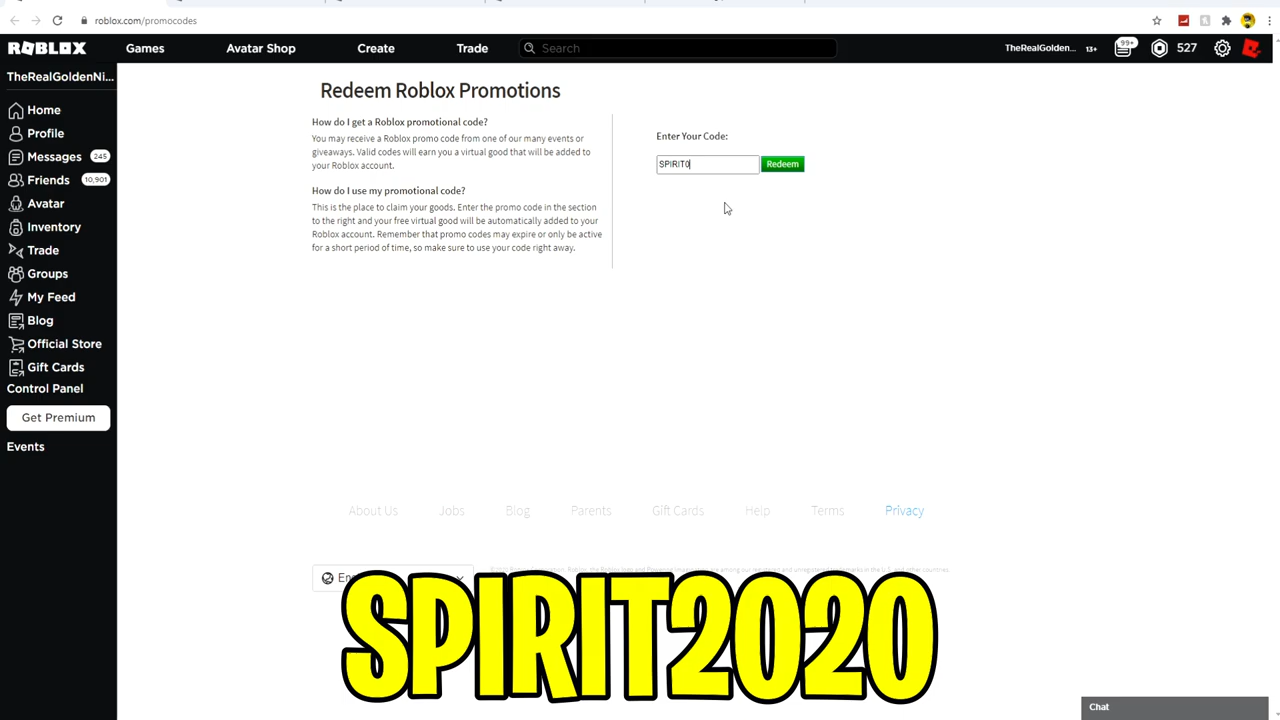 roblox.com/promocodes
ROBLOX Games Avatar Shop Create Trade Search TheRealGolden... 13+ 99+ 527
TheRealGoldenNi...
Home
Profile
Messages 245
Friends 10,901
Avatar
Inventory
Trade
Groups
My Feed
Blog
Official Store
Gift Cards
Control Panel
Get Premium
Events
Redeem Roblox Promotions
How do I get a Roblox promotional code?
You may receive a Roblox promo code from one of our many events or
giveaways. Valid codes will earn you a virtual good that will be added to
your Roblox account.
How do I use my promotional code?
This is the place to claim your goods. Enter the promo code in the section
to the right and your free virtual good will be automatically added to your
Roblox account. Remember that promo codes may expire or only be active
for a short period of time, so make sure to use your code right away.
Enter Your Code:
SPIRIT0 Redeem
About Us Jobs Blog Parents Gift Cards Help Terms Privacy
SPIRIT2020
Chat